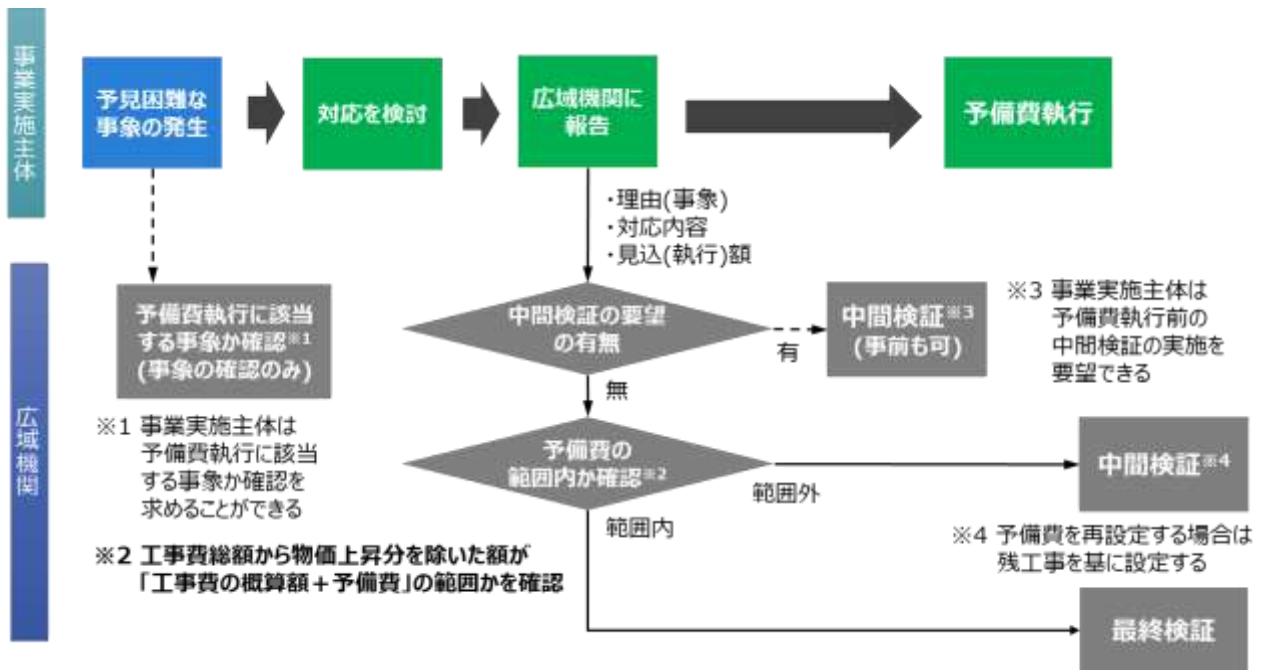 事業実施主体
予見困難な
事象の発生
対応を検討
広域機関に
報告
予備費執行
・理由(事象)
・対応内容
・見込(執行)額
広域機関
予備費執行に該当
する事象か確認※1
(事象の確認のみ)
中間検証の要望
の有無
有
無
中間検証※3
(事前も可)
※3 事業実施主体は
予備費執行前の
中間検証の実施を
要望できる
※1 事業実施主体は
予備費執行に該当
する事象か確認を
求めることができる
予備費の
範囲内か確認※2
範囲外
範囲内
中間検証※4
※4 予備費を再設定する場合は
残工事を基に設定する
※2 工事費総額から物価上昇分を除いた額が
「工事費の概算額+予備費」の範囲かを確認
最終検証